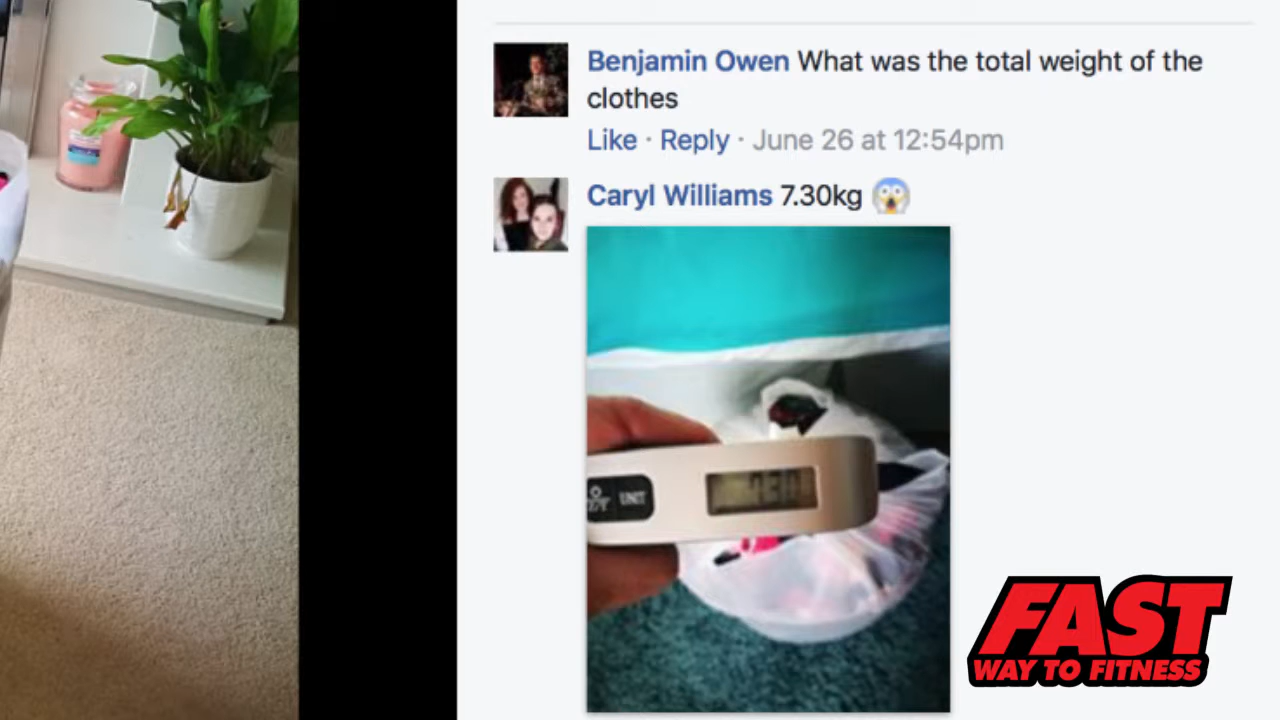 Benjamin Owen What was the total weight of the
clothes
Like · Reply · June 26 at 12:54pm
Caryl Williams 7.30kg 😱
UNIT
730
FAST
WAY TO FITNESS